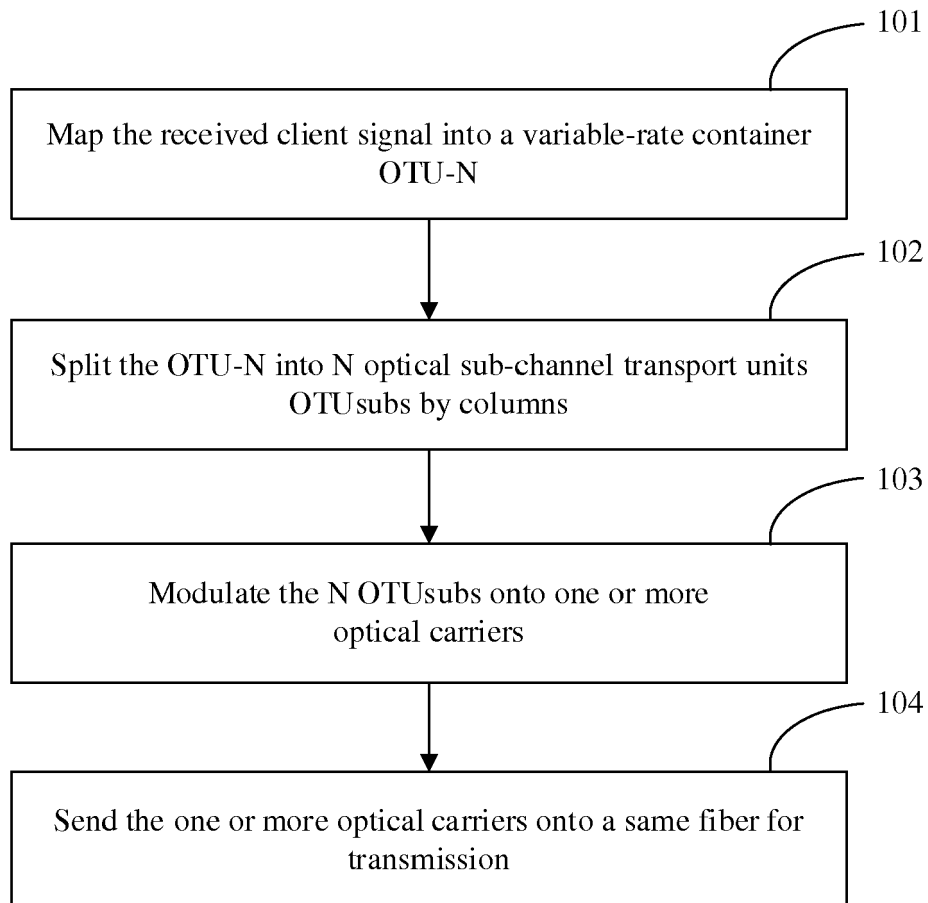 101
Map the received client signal into a variable-rate container
OTU-N
102
Split the OTU-N into N optical sub-channel transport units
OTUsubs by columns
103
Modulate the N OTUsubs onto one or more
optical carriers
104
Send the one or more optical carriers onto a same fiber for
transmission